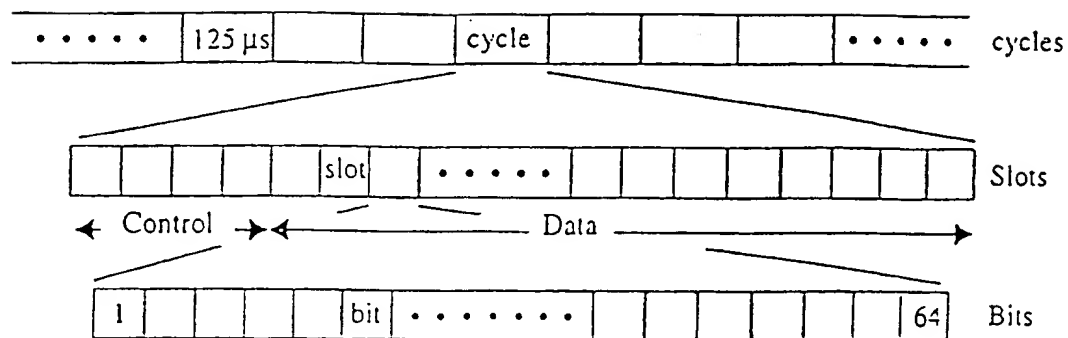 . . . . . 125 μs cycle . . . . . cycles
slot . . . . . Slots
Control Data
1 bit . . . . . . . 64 Bits